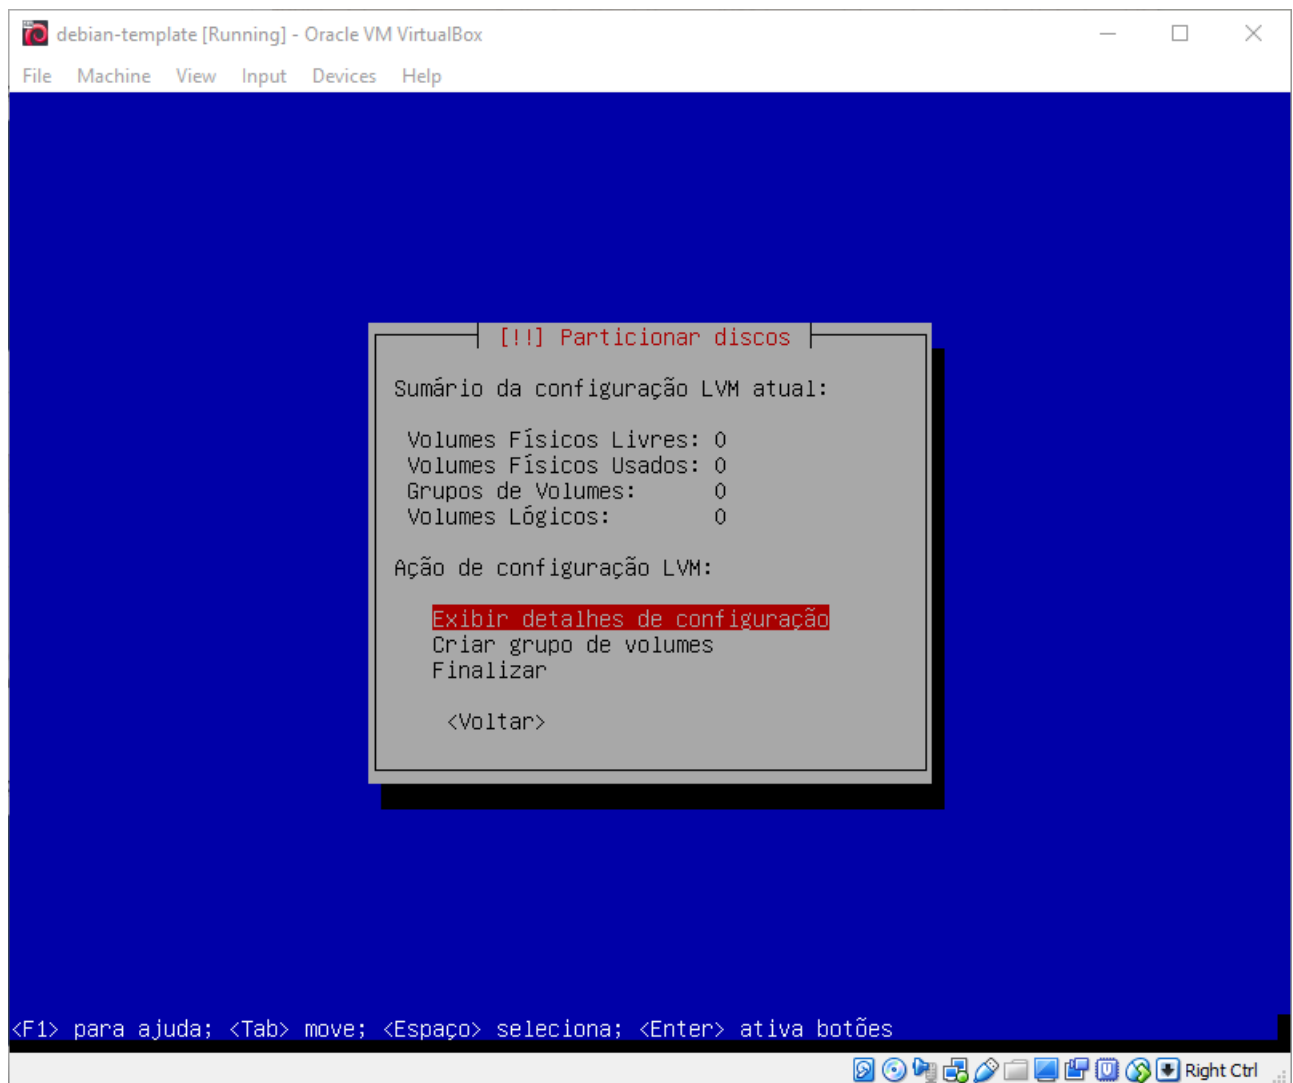 debian-template [Running] - Oracle VM VirtualBox
File Machine View Input Devices Help
[!!] Particionar discos
Sumário da configuração LVM atual:
Volumes Físicos Livres: 0
Volumes Físicos Usados: 0
Grupos de Volumes: 0
Volumes Lógicos: 0
Ação de configuração LVM:
Exibir detalhes de configuração
Criar grupo de volumes
Finalizar
<Voltar>
<F1> para ajuda; <Tab> move; <Espaço> seleciona; <Enter> ativa botões
Right Ctrl